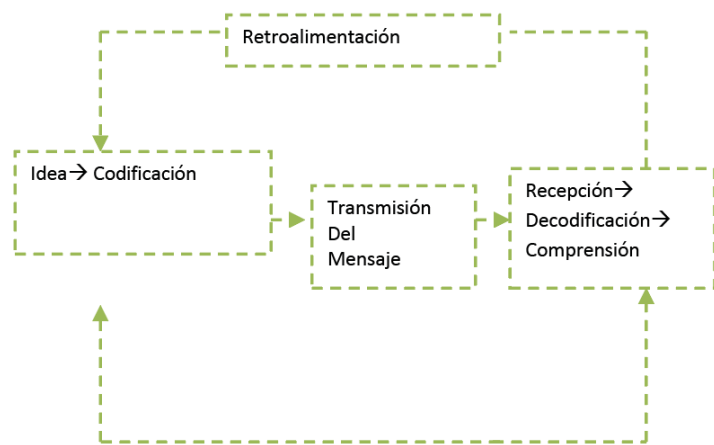 Retroalimentación
Idea→ Codificación
Transmisión
Del
Mensaje
Recepción→
Decodificación→
Comprensión